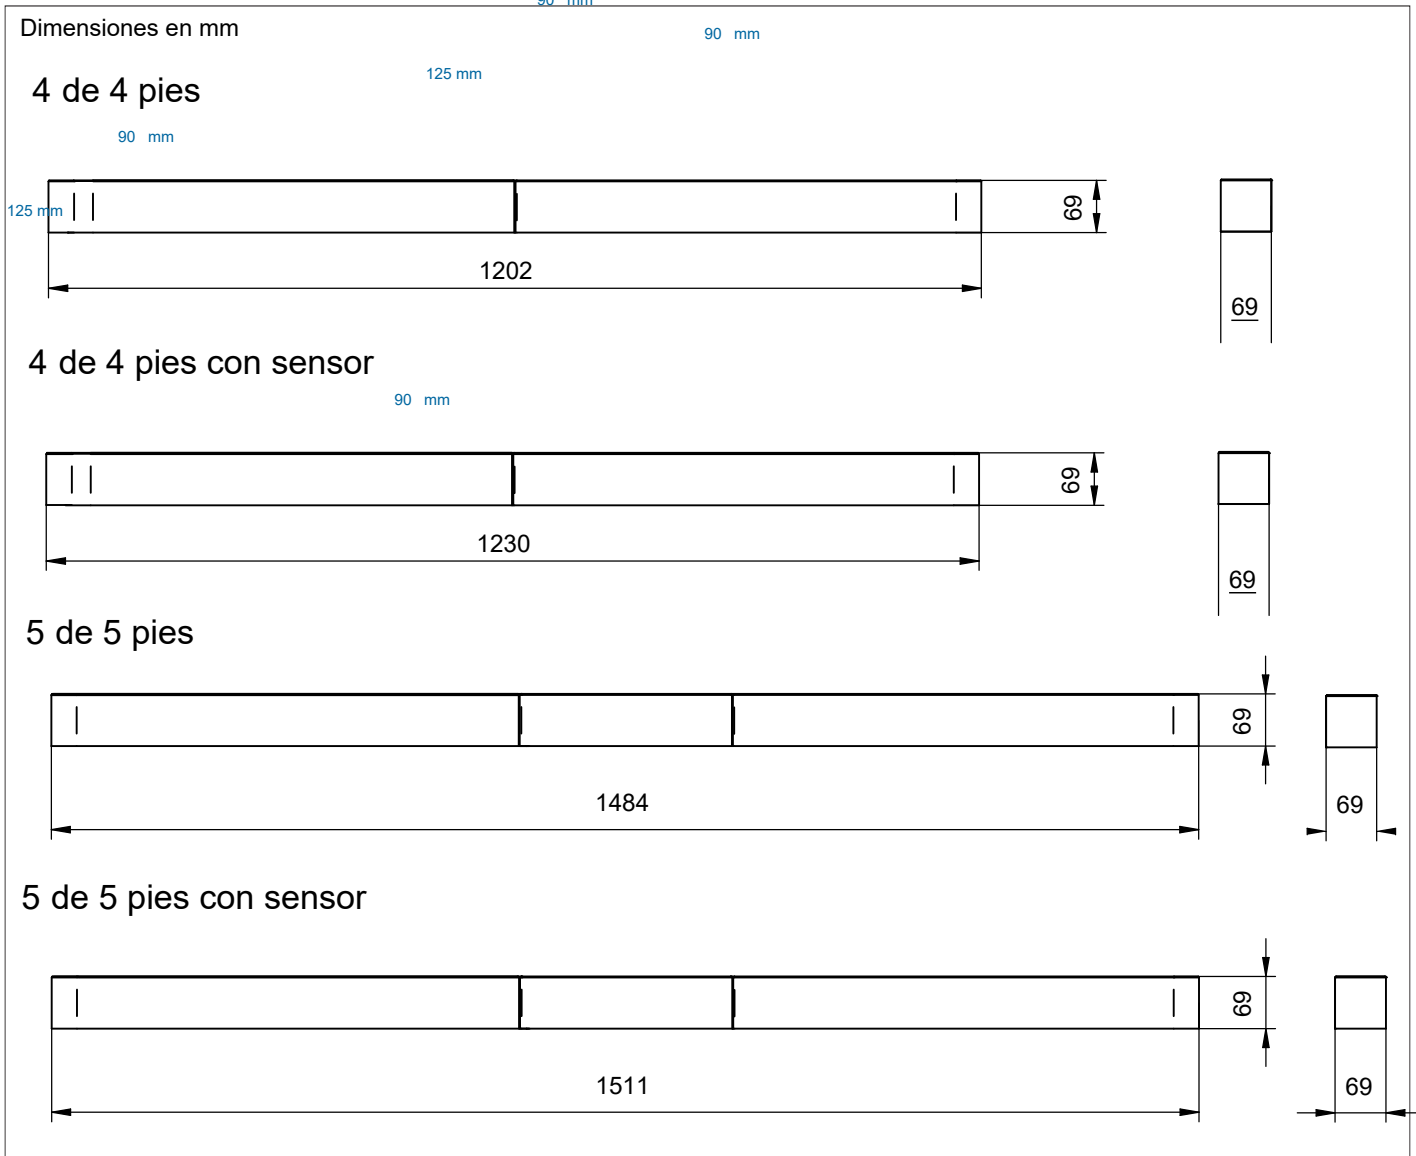 90 mm
Dimensiones en mm
90 mm
125 mm
4 de 4 pies
90 mm
125 mm
69
1202
69
4 de 4 pies con sensor
90 mm
69
1230
69
5 de 5 pies
69
1484
69
5 de 5 pies con sensor
69
1511
69